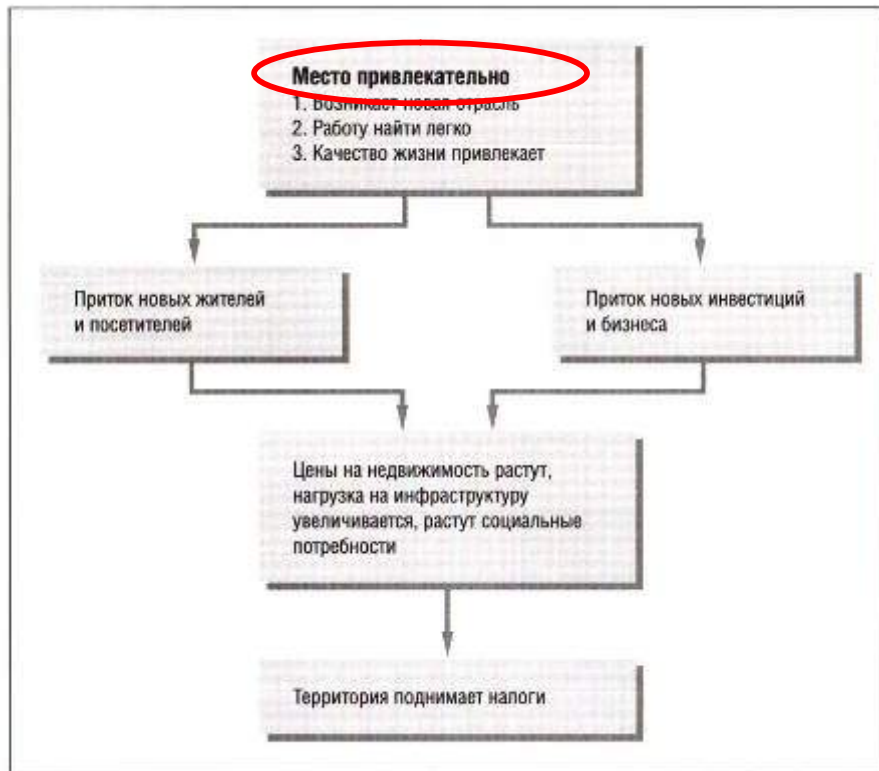 Место привлекательно
1. Возникает новая отрасль
2. Работу найти легко
3. Качество жизни привлекает
Приток новых жителей
и посетителей
Приток новых инвестиций
и бизнеса
Цены на недвижимость растут,
нагрузка на инфраструктуру
увеличивается, растут социальные
потребности
Территория поднимает налоги